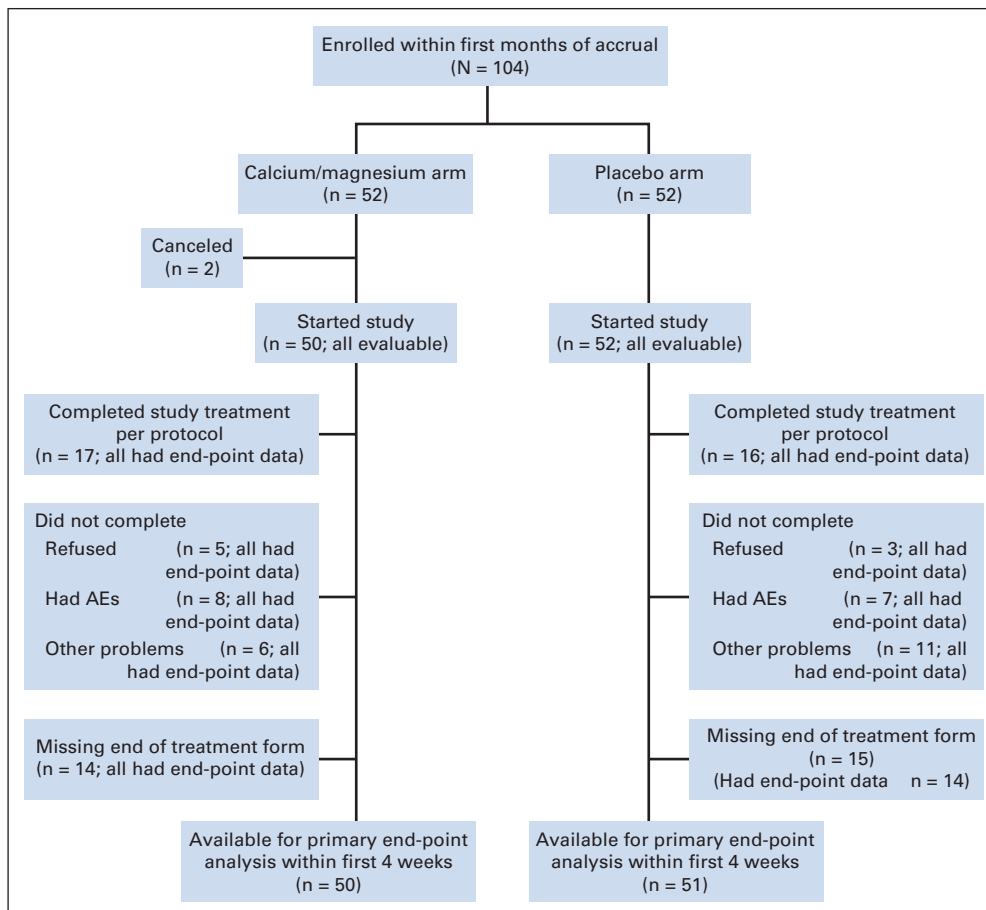 Enrolled within first months of accrual
(N = 104)
Calcium/magnesium arm
(n = 52)
Placebo arm
(n = 52)
Canceled
(n = 2)
Started study
(n = 50; all evaluable)
Started study
(n = 52; all evaluable)
Completed study treatment
per protocol
(n = 17; all had end-point data)
Completed study treatment
per protocol
(n = 16; all had end-point data)
Did not complete
Refused (n = 5; all had
end-point data)
Had AEs (n = 8; all had
end-point data)
Other problems (n = 6; all
had end-point data)
Did not complete
Refused (n = 3; all had
end-point data)
Had AEs (n = 7; all had
end-point data)
Other problems (n = 11; all
had end-point data)
Missing end of treatment form
(n = 14; all had end-point data)
Missing end of treatment form
(n = 15)
(Had end-point data n = 14)
Available for primary end-point
analysis within first 4 weeks
(n = 50)
Available for primary end-point
analysis within first 4 weeks
(n = 51)